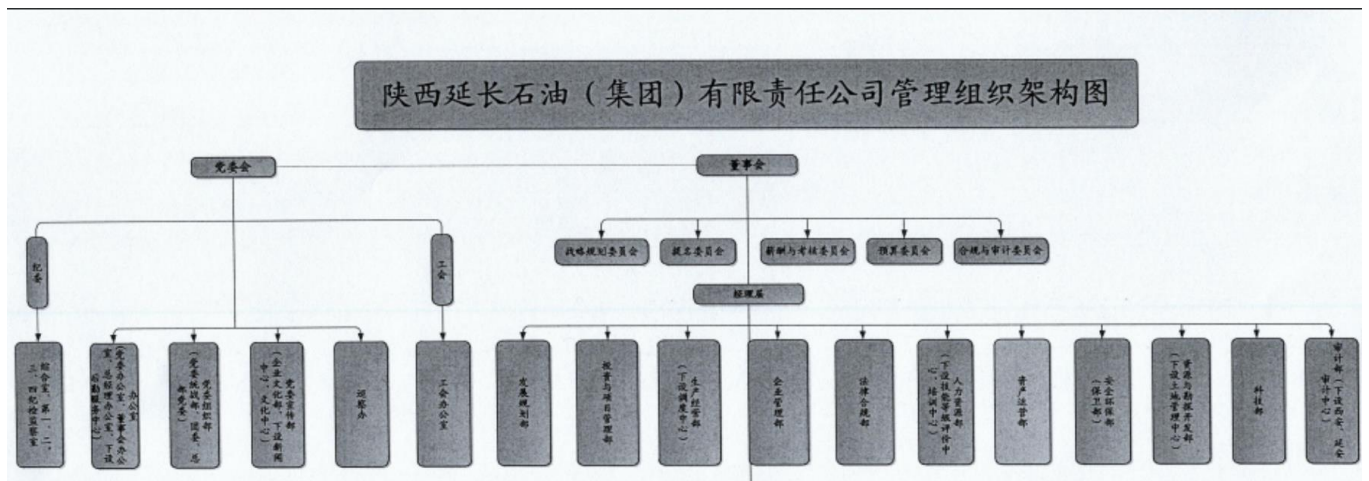 陕西延长石油（集团）有限责任公司管理组织架构图
党委会
董事会
战略规划委员会
提名委员会
薪酬与考核委员会
预算委员会
合规与审计委员会
纪委
工会
经理层
综合室、第一、二、
三、四纪检监察室
办公室
（党委办公室、董事会办公
室、总经理办公室、下设
后勤服务中心）
党委组织部
（党委统战部、团委、总
部党委）
党委宣传部
（企业文化部、下设新闻
中心、文化中心）
巡察办
工会办公室
发展规划部
投资与项目管理部
生产经营部
（下设调度中心）
企业管理部
法律合规部
人力资源部
（下设技能等级评价中
心、培训中心）
资产运营部
安全环保部
（保卫部）
资源与勘探开发部
（下设土地管理中心）
科技部
审计部（下设西安、延安
审计中心）